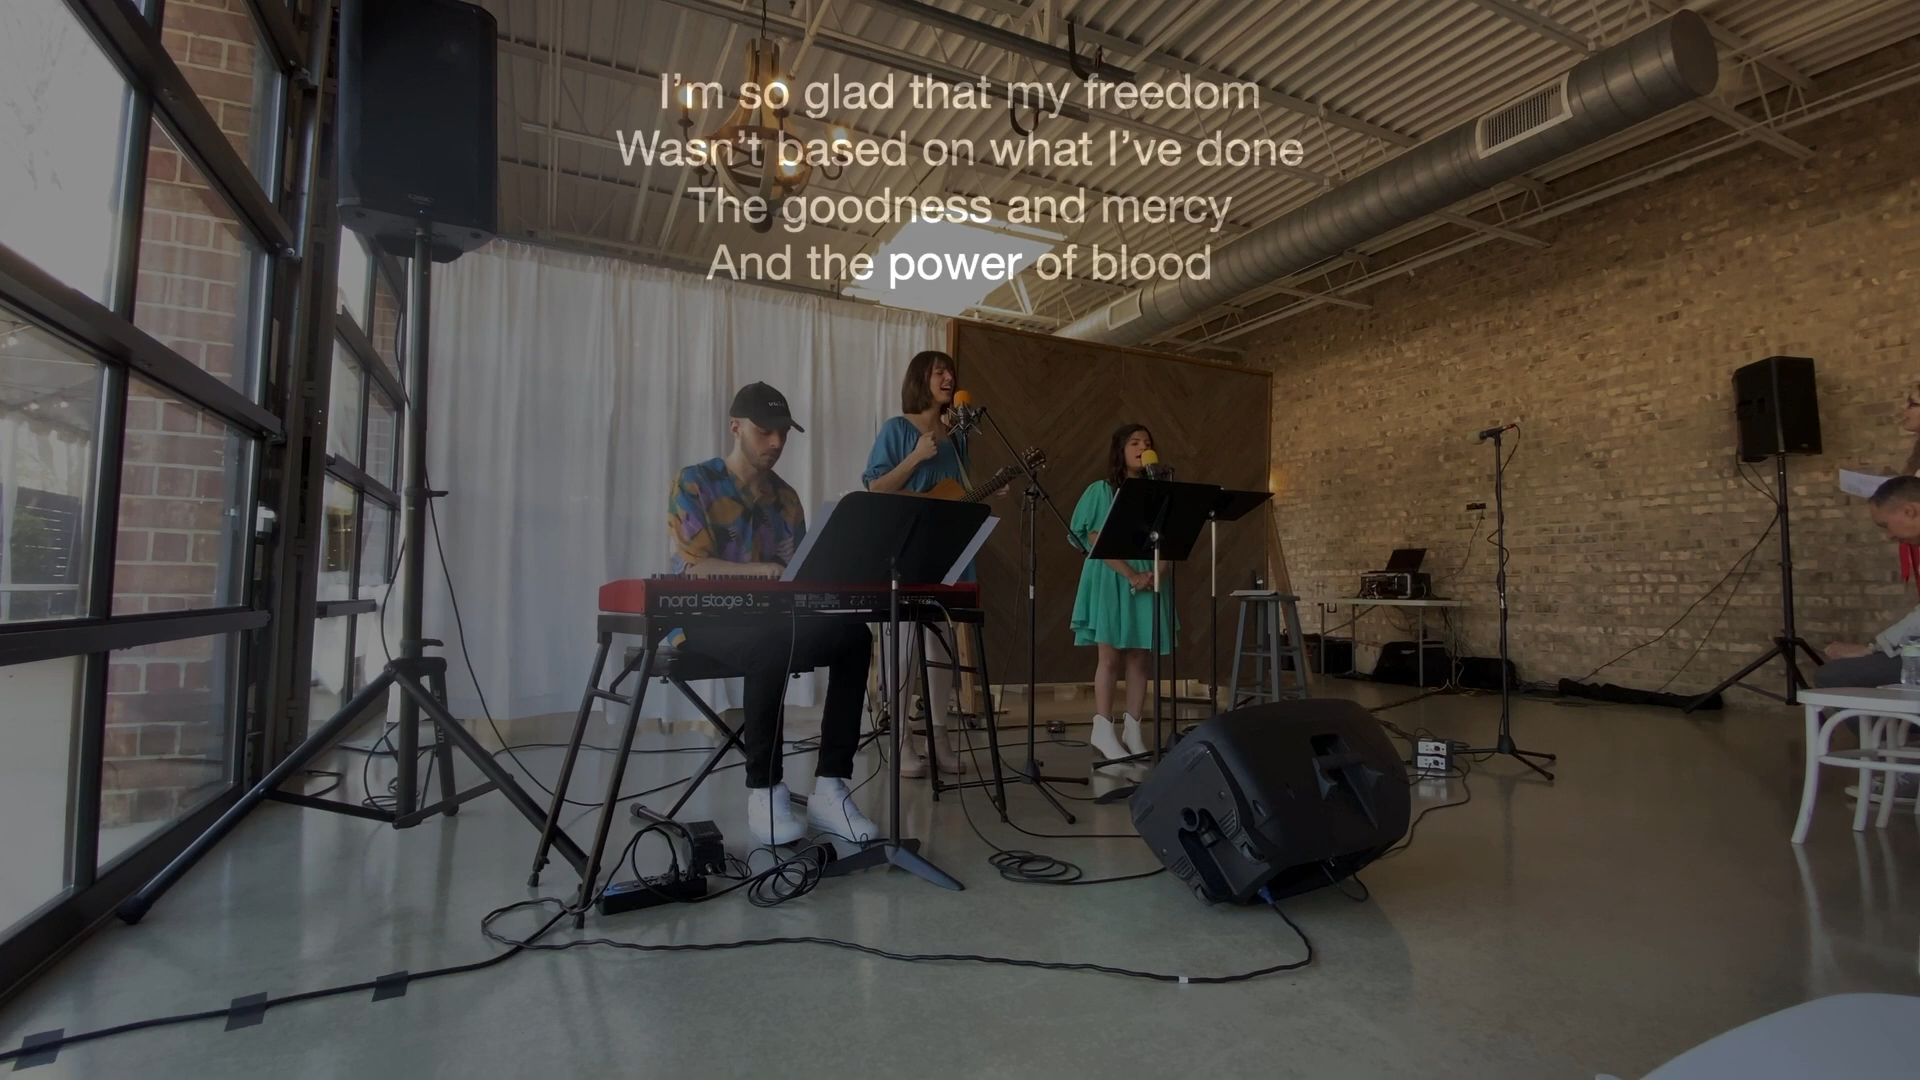 I’m so glad that my freedom
Wasn’t based on what I’ve done
The goodness and mercy
And the power of blood
nord stage 3